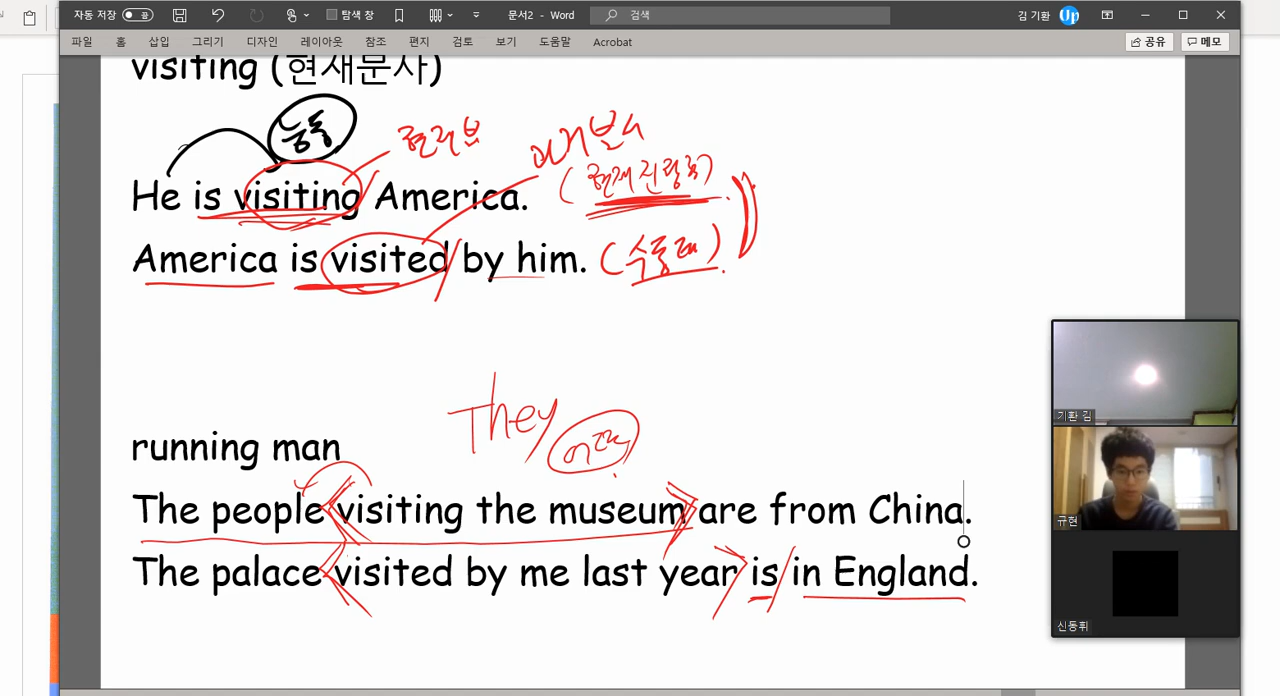 자동 저장 끔 탐색 창 문서2 - Word 검색 김 기환 Up
파일 홈 삽입 그리기 디자인 레이아웃 참조 편지 검토 보기 도움말 Acrobat 공유 메모
visiting (현재분사)
능동
현재분
He is visiting America. (현재진행형)
America is visited by him. (수동태)
They
running man
The people visiting the museum are from China.
The palace visited by me last year is in England.
기환 김
규현
신동휘